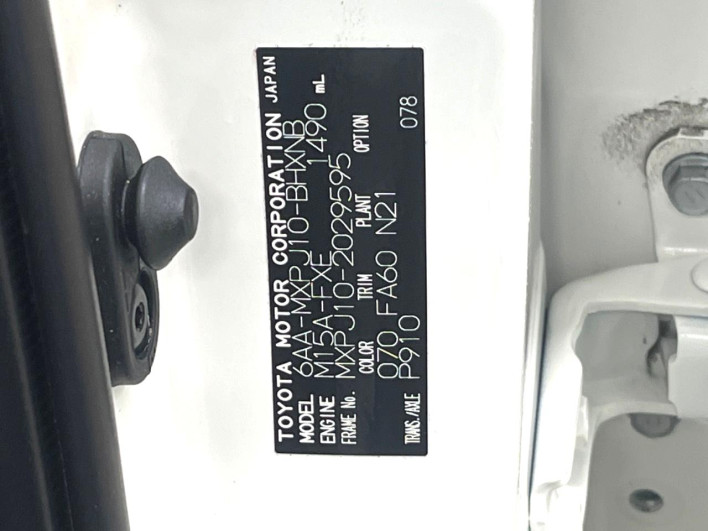 TOYOTA MOTOR CORPORATION JAPAN
MODEL 6AA-MXPJ10-BHXNB
ENGINE M15A-FXE 1490 mL
FRAME No. MXPJ10-2029595
COLOR TRIM PLANT OPTION
070 FA60 N21
TRANS./AXLE P910 078